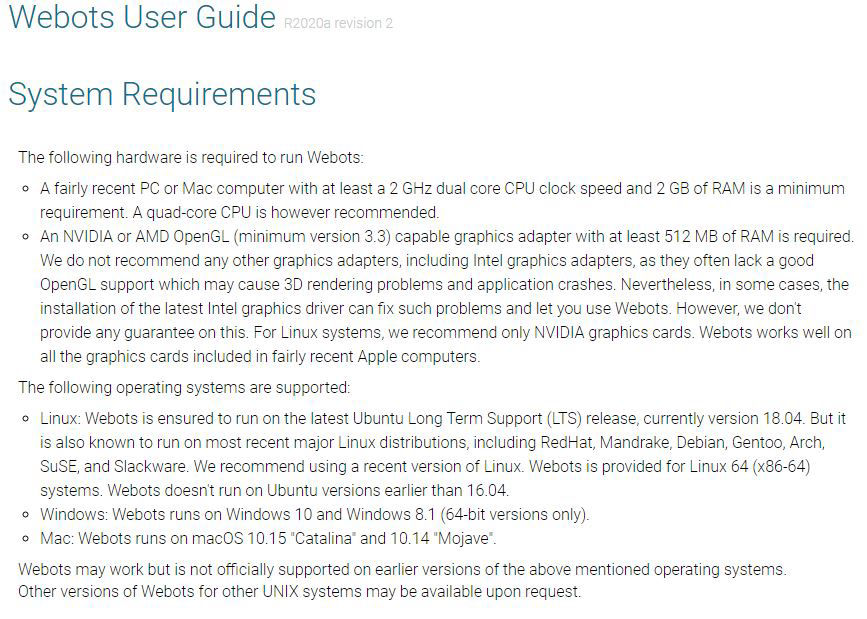 Webots User Guide R2020a revision 2
System Requirements
The following hardware is required to run Webots:
A fairly recent PC or Mac computer with at least a 2 GHz dual core CPU clock speed and 2 GB of RAM is a minimum
requirement. A quad-core CPU is however recommended.
An NVIDIA or AMD OpenGL (minimum version 3.3) capable graphics adapter with at least 512 MB of RAM is required.
We do not recommend any other graphics adapters, including Intel graphics adapters, as they often lack a good
OpenGL support which may cause 3D rendering problems and application crashes. Nevertheless, in some cases, the
installation of the latest Intel graphics driver can fix such problems and let you use Webots. However, we don't
provide any guarantee on this. For Linux systems, we recommend only NVIDIA graphics cards. Webots works well on
all the graphics cards included in fairly recent Apple computers.
The following operating systems are supported:
Linux: Webots is ensured to run on the latest Ubuntu Long Term Support (LTS) release, currently version 18.04. But it
is also known to run on most recent major Linux distributions, including RedHat, Mandrake, Debian, Gentoo, Arch,
SuSE, and Slackware. We recommend using a recent version of Linux. Webots is provided for Linux 64 (x86-64)
systems. Webots doesn't run on Ubuntu versions earlier than 16.04.
Windows: Webots runs on Windows 10 and Windows 8.1 (64-bit versions only).
Mac: Webots runs on macOS 10.15 "Catalina" and 10.14 "Mojave".
Webots may work but is not officially supported on earlier versions of the above mentioned operating systems.
Other versions of Webots for other UNIX systems may be available upon request.